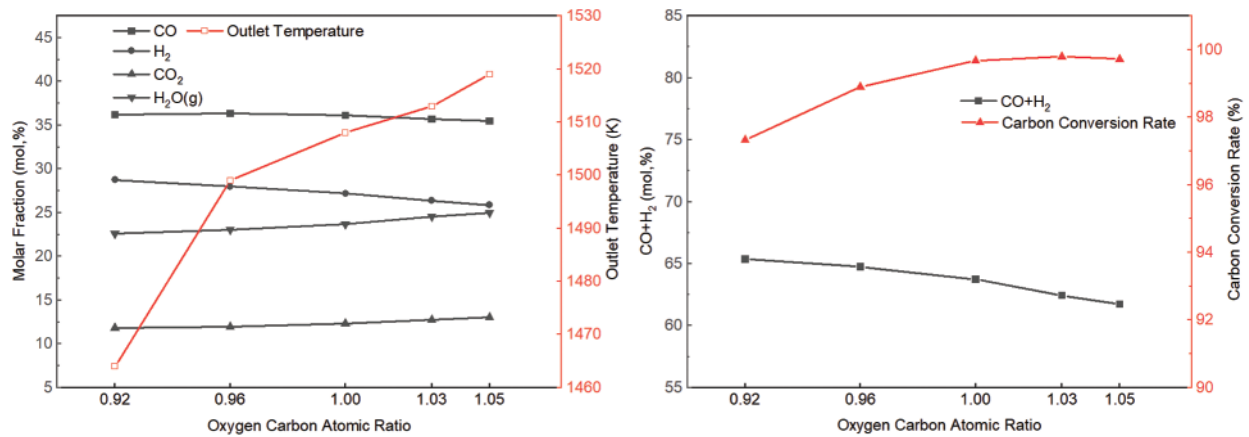 CO
H2
CO2
H2O(g)
Outlet Temperature
Molar Fraction (mol,%)
45
40
35
30
25
20
15
10
5
1530
1520
1510
1500
1490
1480
1470
1460
Outlet Temperature (K)
0.92 0.96 1.00 1.03 1.05
Oxygen Carbon Atomic Ratio
CO+H2
Carbon Conversion Rate
CO+H2 (mol,%)
85
80
75
70
65
60
55
100
98
96
94
92
90
Carbon Conversion Rate (%)
0.92 0.96 1.00 1.03 1.05
Oxygen Carbon Atomic Ratio